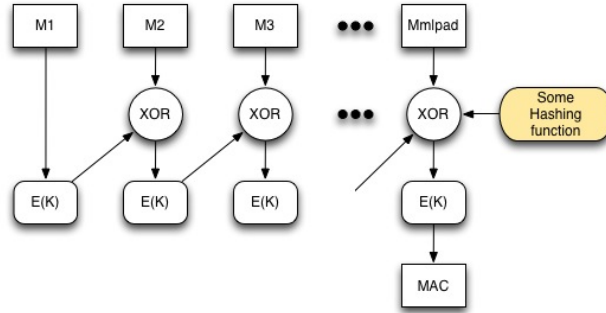 M1
M2
M3
Mmlpad
XOR
XOR
XOR
Some
Hashing
function
E(K)
E(K)
E(K)
E(K)
MAC